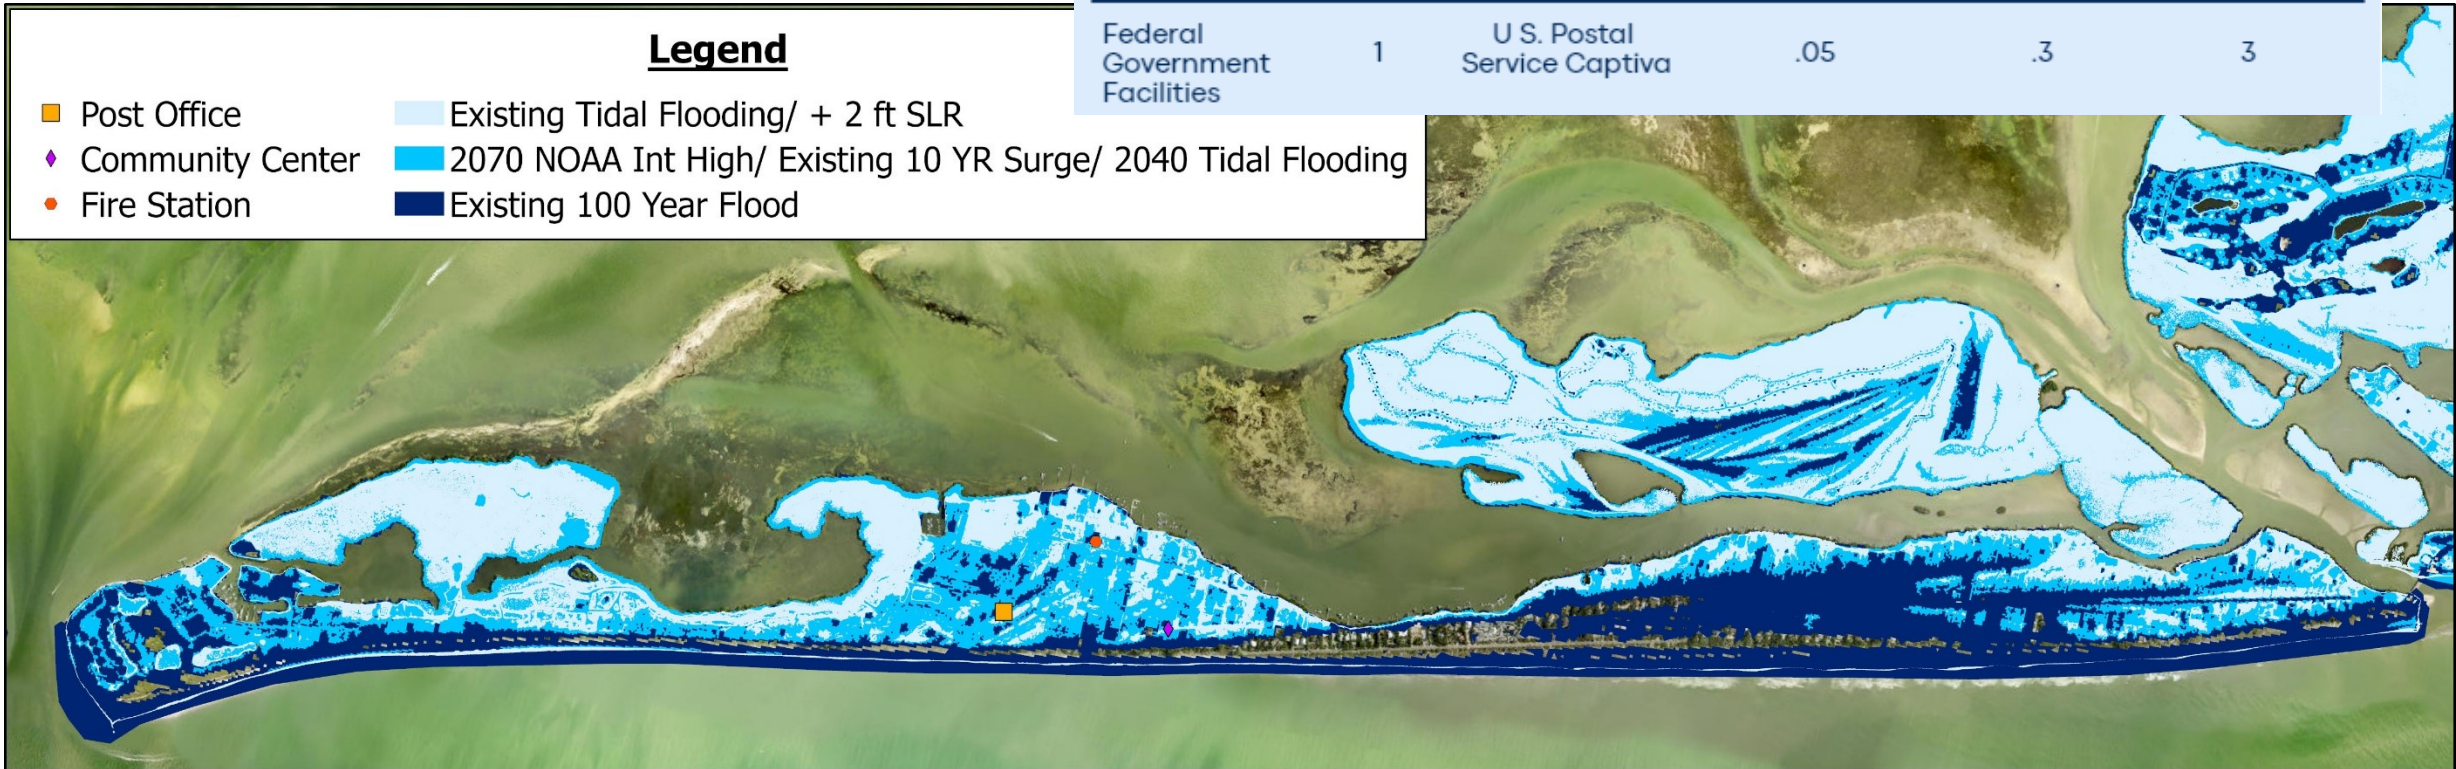 Legend
Post Office
Community Center
Fire Station
Existing Tidal Flooding/ + 2 ft SLR
2070 NOAA Int High/ Existing 10 YR Surge/ 2040 Tidal Flooding
Existing 100 Year Flood
Federal
Government
Facilities
1
U S. Postal
Service Captiva
.05
.3
3